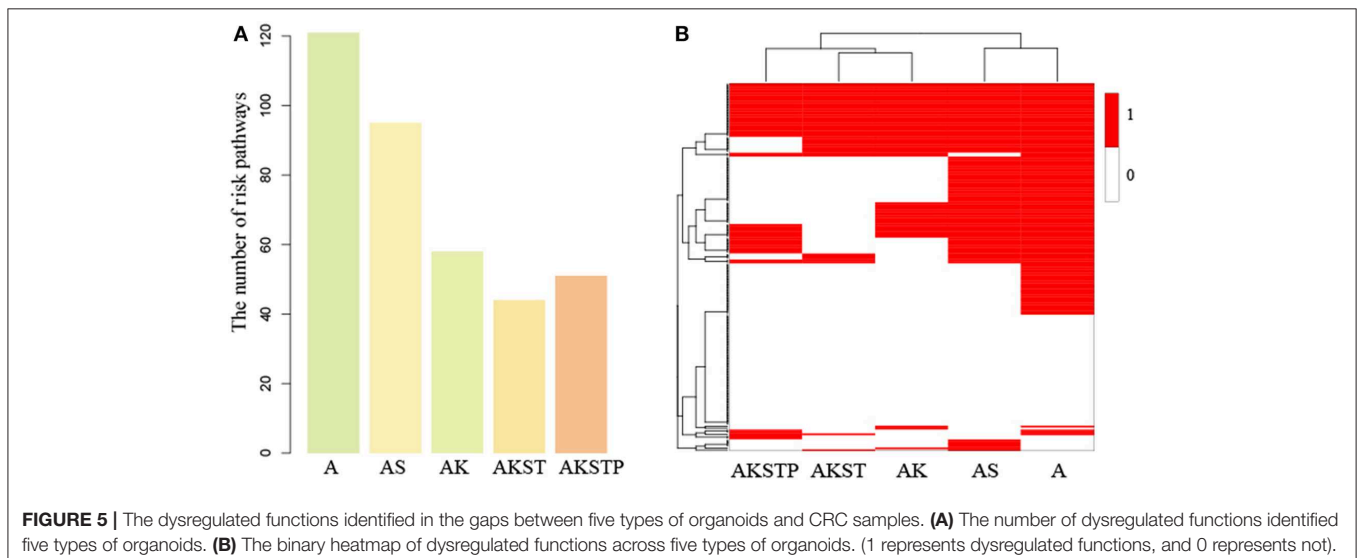 A
The number of risk pathways
120
100
80
60
40
20
0
A AS AK AKST AKSTP
B
1
0
AKSTP AKST AK AS A
FIGURE 5 | The dysregulated functions identified in the gaps between five types of organoids and CRC samples. (A) The number of dysregulated functions identified
five types of organoids. (B) The binary heatmap of dysregulated functions across five types of organoids. (1 represents dysregulated functions, and 0 represents not).